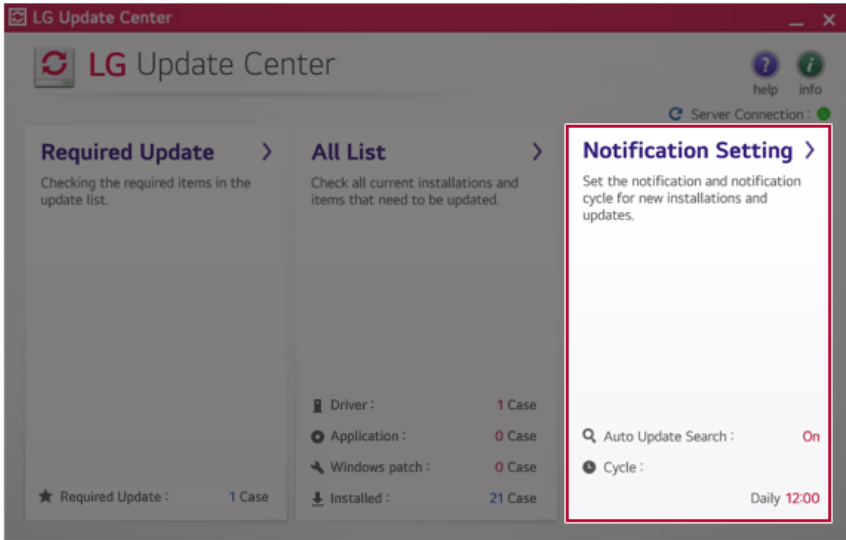 LG Update Center
LG Update Center
help
info
Server Connection :
Required Update
Checking the required items in the
update list.
Required Update :
1 Case
All List
Check all current installations and
items that need to be updated.
Driver :
1 Case
Application :
0 Case
Windows patch :
0 Case
Installed :
21 Case
Notification Setting
Set the notification and notification
cycle for new installations and
updates.
Auto Update Search :
On
Cycle :
Daily 12:00